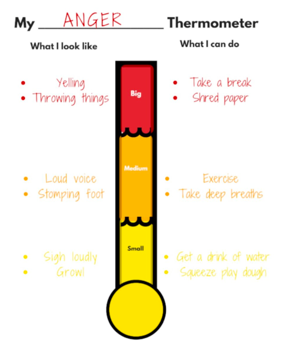 My ANGER Thermometer
What I look like
What I can do
Yelling
Throwing things
Big
Take a break
Shred paper
Loud voice
Stomping foot
Medium
Exercise
Take deep breaths
Sigh loudly
Growl
Small
Get a drink of water
Squeeze play dough